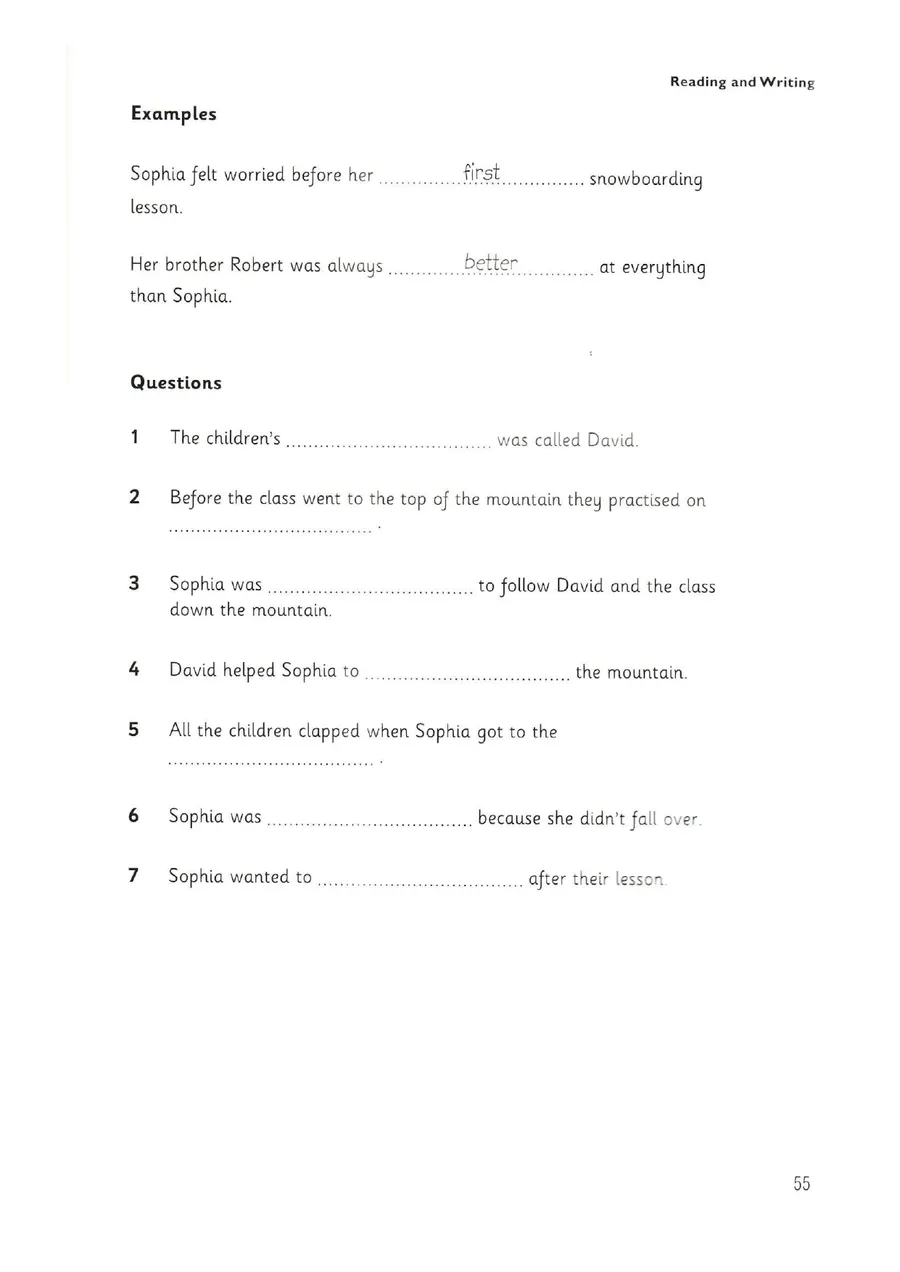 Reading and Writing
Examples
Sophia felt worried before her ..............first............... snowboarding
lesson.
Her brother Robert was always .............better.............. at everything
than Sophia.
Questions
1 The children's ..................................... was called David.
2 Before the class went to the top of the mountain they practised on
..................................... .
3 Sophia was ..................................... to follow David and the class
down the mountain.
4 David helped Sophia to ..................................... the mountain.
5 All the children clapped when Sophia got to the
..................................... .
6 Sophia was ..................................... because she didn't fall over.
7 Sophia wanted to ..................................... after their lesson.
55